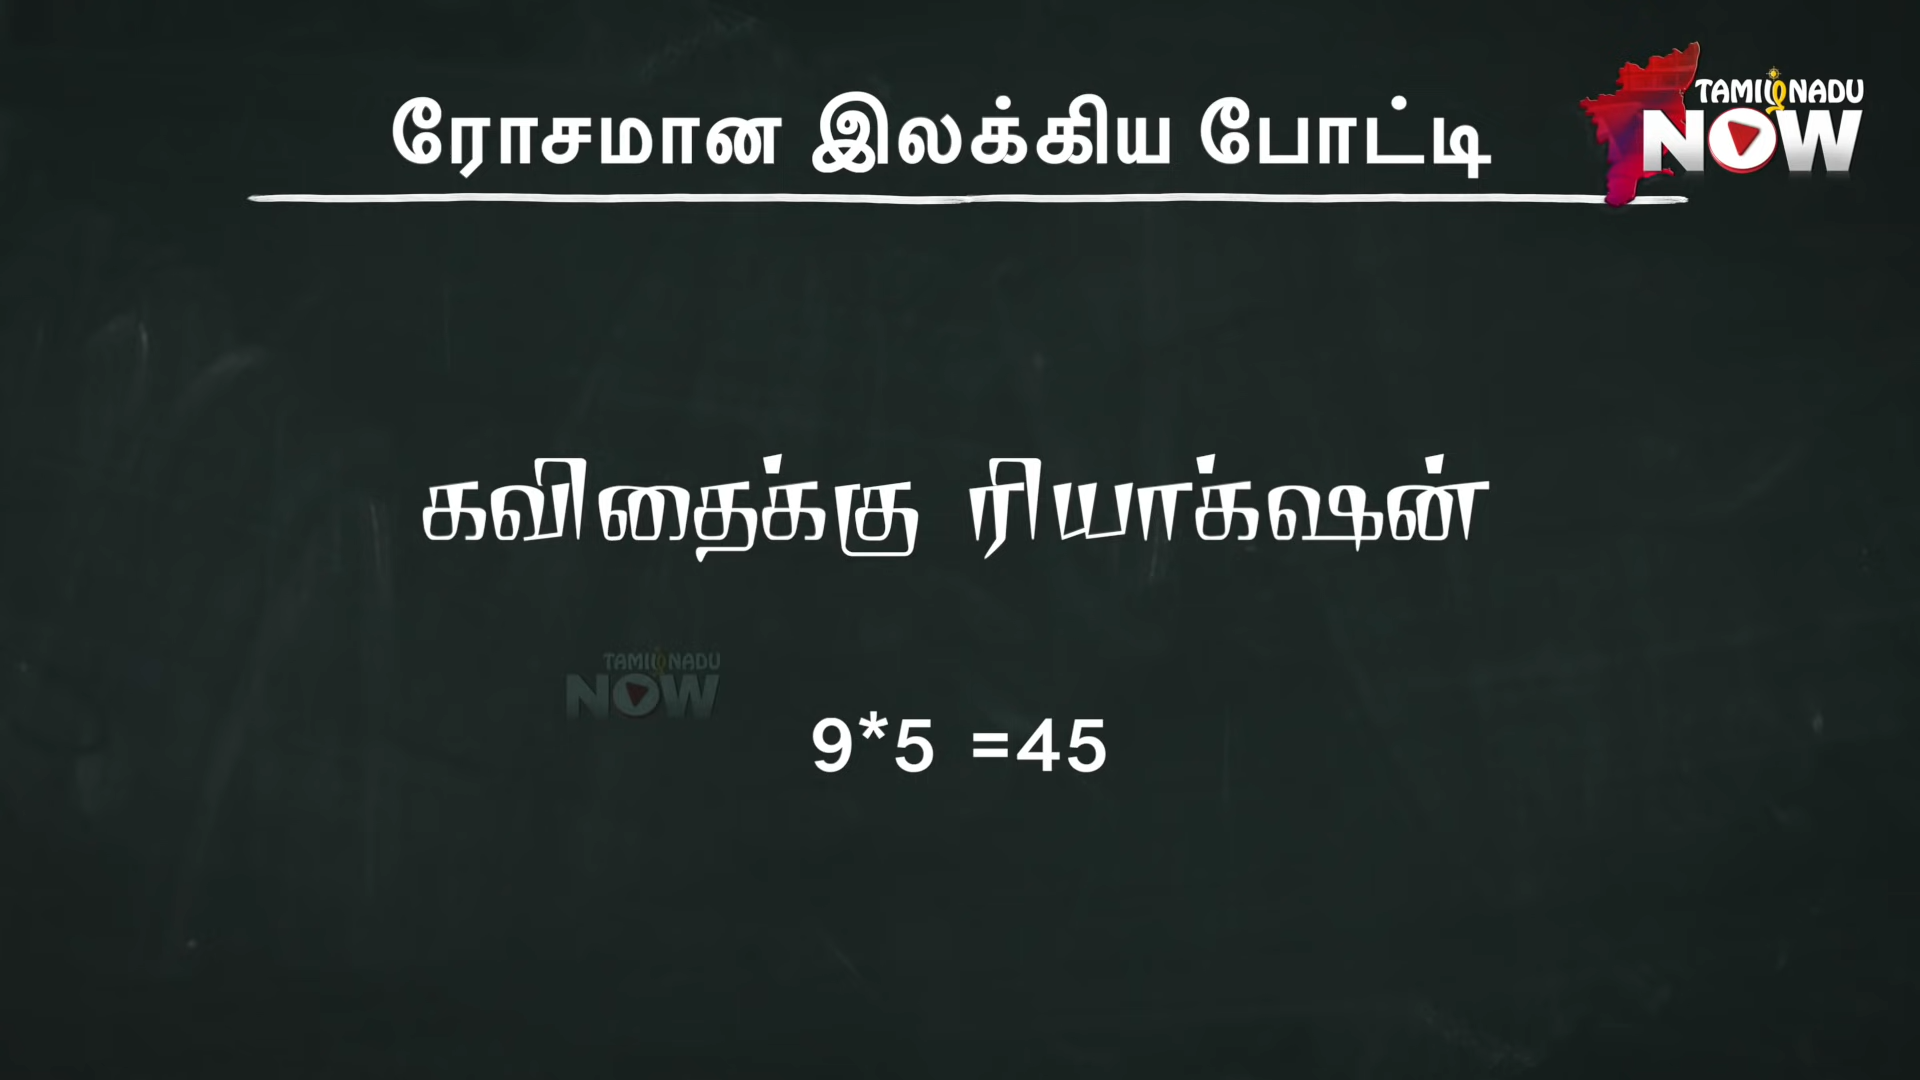 ரோசமான இலக்கிய போட்டி
TAMILNADU
NOW
கவிதைக்கு ரியாக்‌ஷன்
TAMILNADU
NOW
9*5 =45